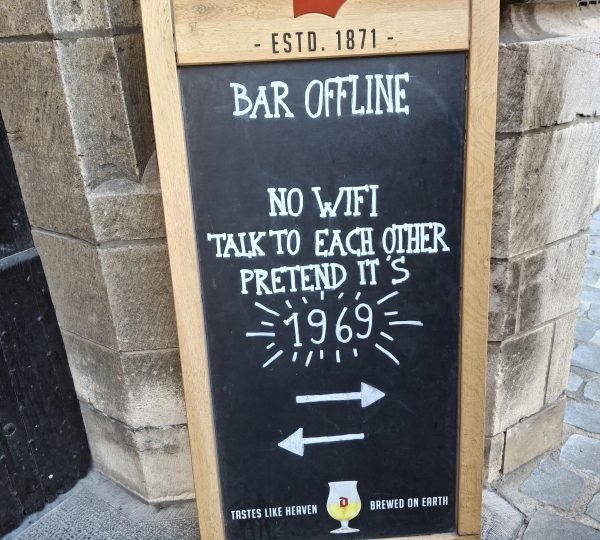 - ESTD. 1871 -
BAR OFFLINE
NO WIFI
TALK TO EACH OTHER
PRETEND IT'S
1969
TASTES LIKE HEAVEN D BREWED ON EARTH